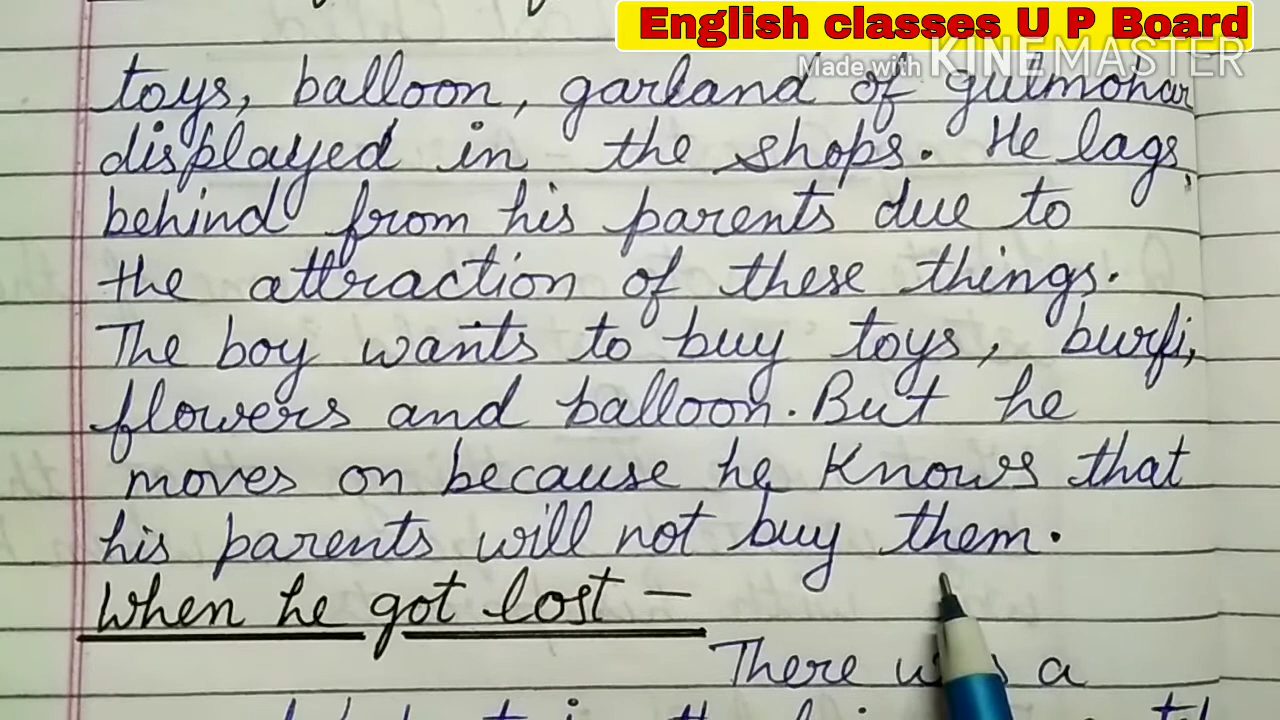 English classes U P Board
Made with KINEMASTER
toys, balloon, garland of gulmohar
displayed in the shops. He lags
behind from his parents due to
the attraction of these things.
The boy wants to buy toys, burfi,
flowers and balloon. But he
moves on because he knows that
his parents will not buy them.
When he got lost —
There was a